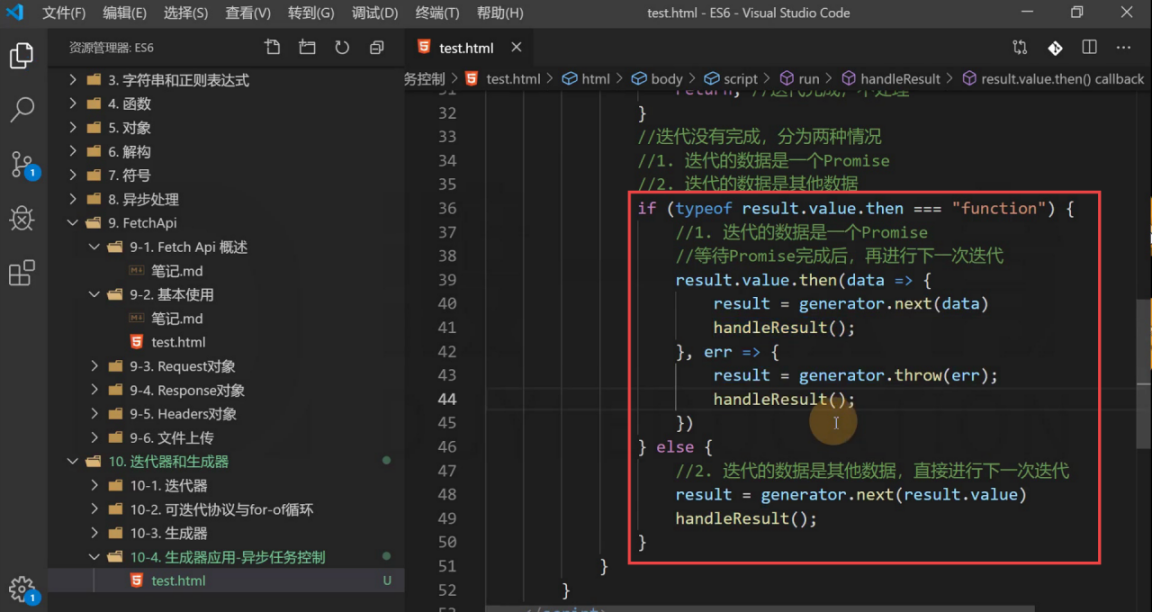 文件(F) 编辑(E) 选择(S) 查看(V) 转到(G) 调试(D) 终端(T) 帮助(H) test.html - ES6 - Visual Studio Code
资源管理器: ES6
3. 字符串和正则表达式
4. 函数
5. 对象
6. 解构
7. 符号
8. 异步处理
9. FetchApi
9-1. Fetch Api 概述
笔记.md
9-2. 基本使用
笔记.md
test.html
9-3. Request对象
9-4. Response对象
9-5. Headers对象
9-6. 文件上传
10. 迭代器和生成器
10-1. 迭代器
10-2. 可迭代协议与for-of循环
10-3. 生成器
10-4. 生成器应用-异步任务控制
test.html U
1
1
test.html
务控制 > test.html > html > body > script > run > handleResult > result.value.then() callback
31 return; //迭代完成，不处理
32 }
33 //迭代没有完成，分为两种情况
34 //1. 迭代的数据是一个Promise
35 //2. 迭代的数据是其他数据
36 if (typeof result.value.then === "function") {
37 //1. 迭代的数据是一个Promise
38 //等待Promise完成后，再进行下一次迭代
39 result.value.then(data => {
40 result = generator.next(data)
41 handleResult();
42 }, err => {
43 result = generator.throw(err);
44 handleResult();
45 })
46 } else {
47 //2. 迭代的数据是其他数据，直接进行下一次迭代
48 result = generator.next(result.value)
49 handleResult();
50 }
51 }
52 }
53 </script>